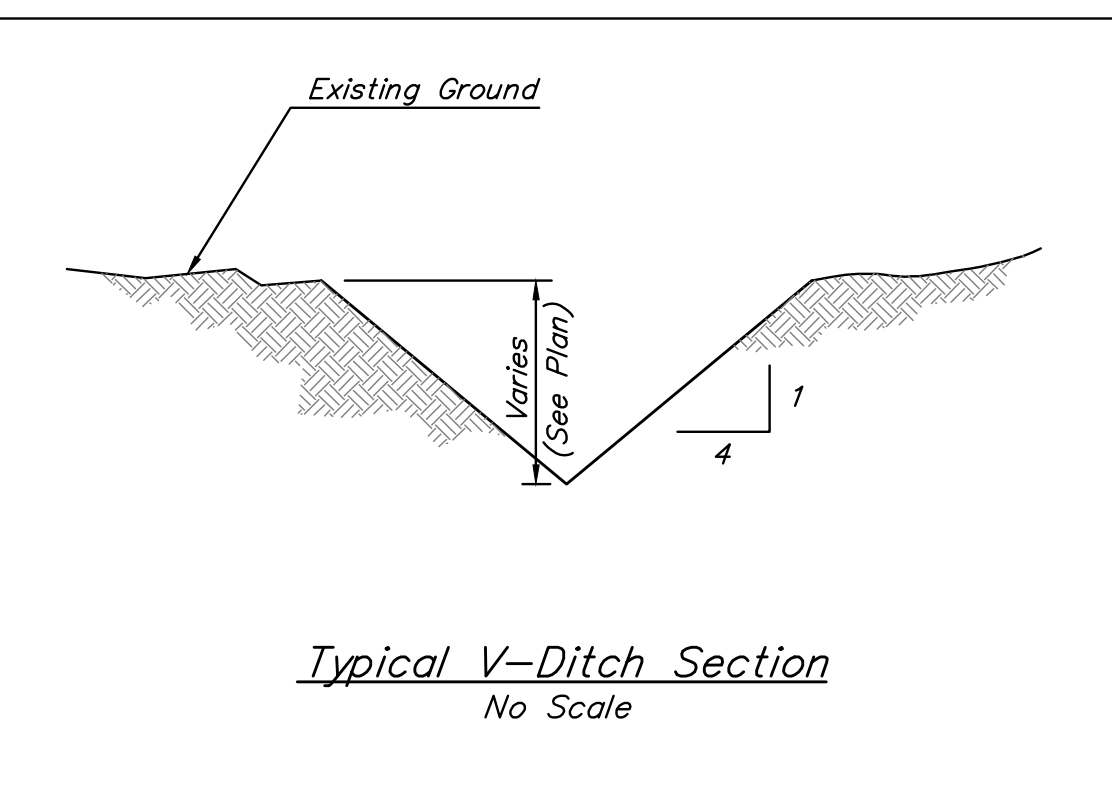 Existing Ground
Varies
(See Plan)
1
4
Typical V-Ditch Section
No Scale